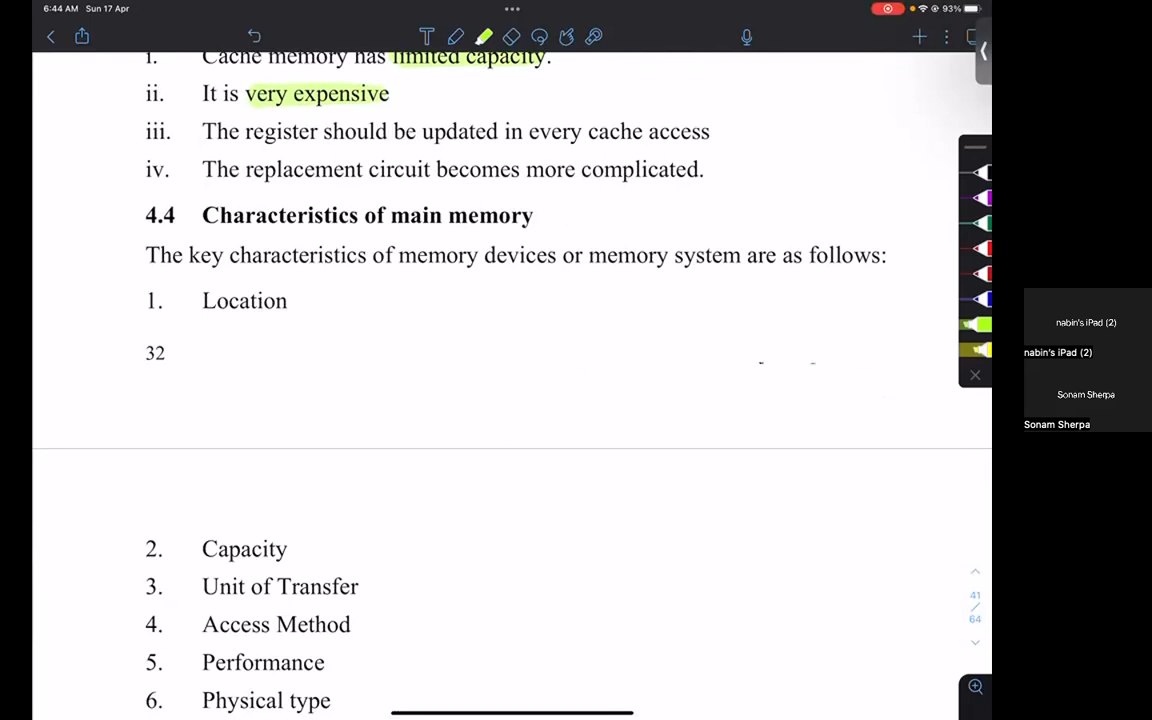 6:44 AM Sun 17 Apr
93%
i. Cache memory has limited capacity.
ii. It is very expensive
iii. The register should be updated in every cache access
iv. The replacement circuit becomes more complicated.
4.4 Characteristics of main memory
The key characteristics of memory devices or memory system are as follows:
1. Location
32
2. Capacity
3. Unit of Transfer
4. Access Method
5. Performance
6. Physical type
41
/
64
nabin's iPad (2)
nabin's iPad (2)
Sonam Sherpa
Sonam Sherpa